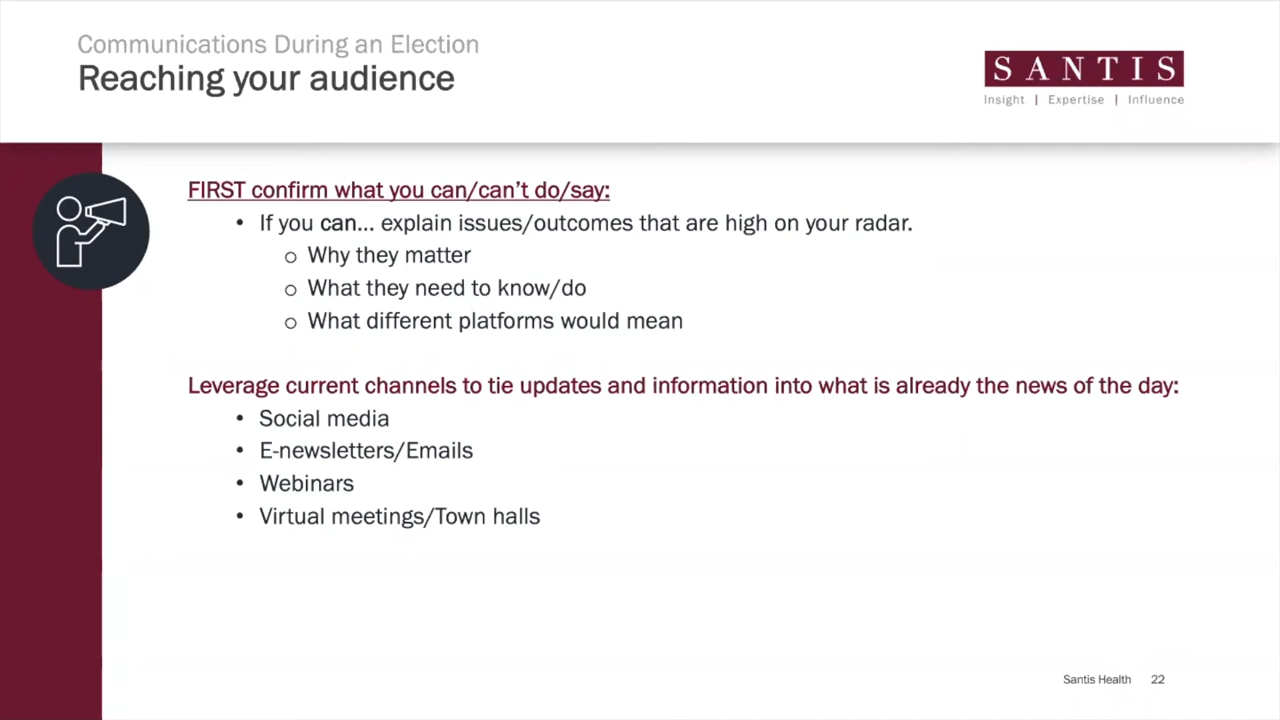 Communications During an Election
Reaching your audience
SANTIS
Insight | Expertise | Influence
FIRST confirm what you can/can't do/say:
• If you can... explain issues/outcomes that are high on your radar.
o Why they matter
o What they need to know/do
o What different platforms would mean
Leverage current channels to tie updates and information into what is already the news of the day:
• Social media
• E-newsletters/Emails
• Webinars
• Virtual meetings/Town halls
Santis Health 22